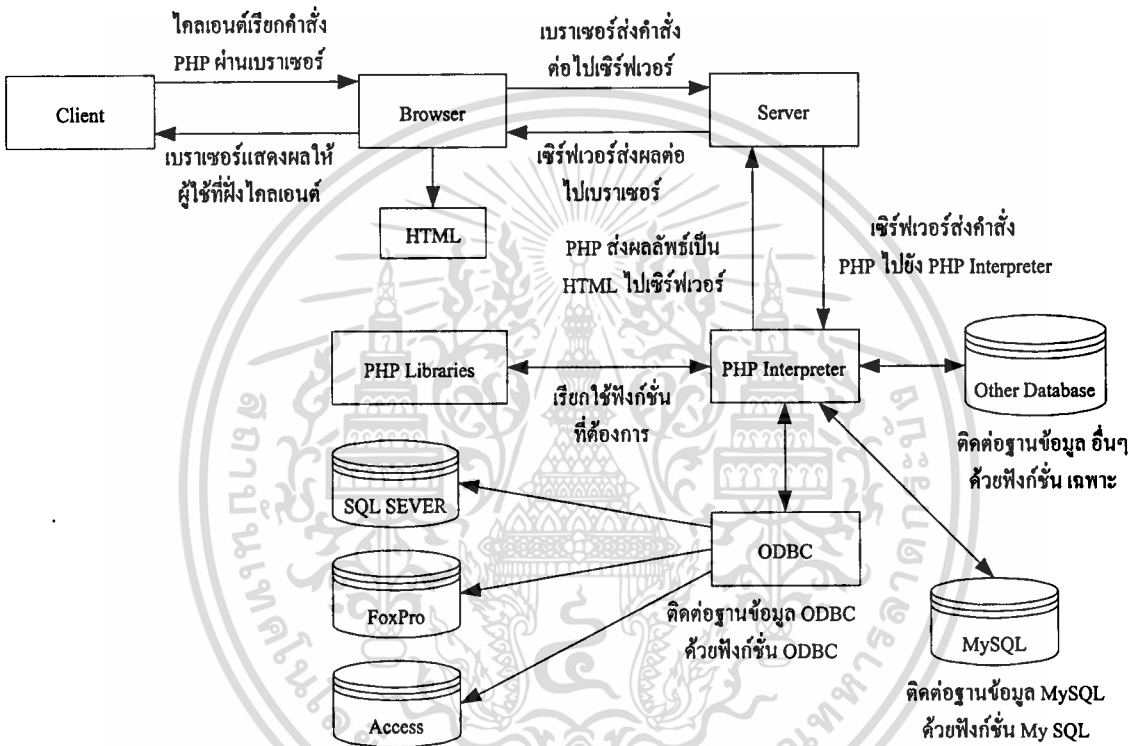 ไคลเอนต์เรียกคำสั่ง
PHP ผ่านเบราเซอร์
เบราเซอร์ส่งคำสั่ง
ต่อไปเซิร์ฟเวอร์
Client
Browser
Server
เบราเซอร์แสดงผลให้
ผู้ใช้ที่ฝั่งไคลเอนต์
เซิร์ฟเวอร์ส่งผลต่อ
ไปเบราเซอร์
HTML
PHP ส่งผลลัพธ์เป็น
HTML ไปเซิร์ฟเวอร์
เซิร์ฟเวอร์ส่งคำสั่ง
PHP ไปยัง PHP Interpreter
PHP Libraries
PHP Interpreter
Other Database
เรียกใช้ฟังก์ชั่น
ที่ต้องการ
ติดต่อฐานข้อมูล อื่นๆ
ด้วยฟังก์ชั่น เฉพาะ
SQL SEVER
ODBC
FoxPro
ติดต่อฐานข้อมูล ODBC
ด้วยฟังก์ชั่น ODBC
MySQL
Access
ติดต่อฐานข้อมูล MySQL
ด้วยฟังก์ชั่น My SQL